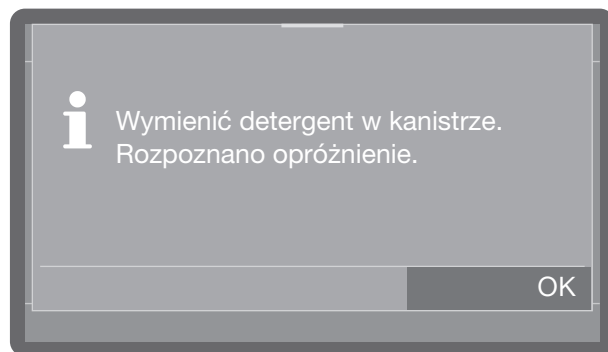 Wymienić detergent w kanistrze.
Rozpoznano opróżnienie.
OK